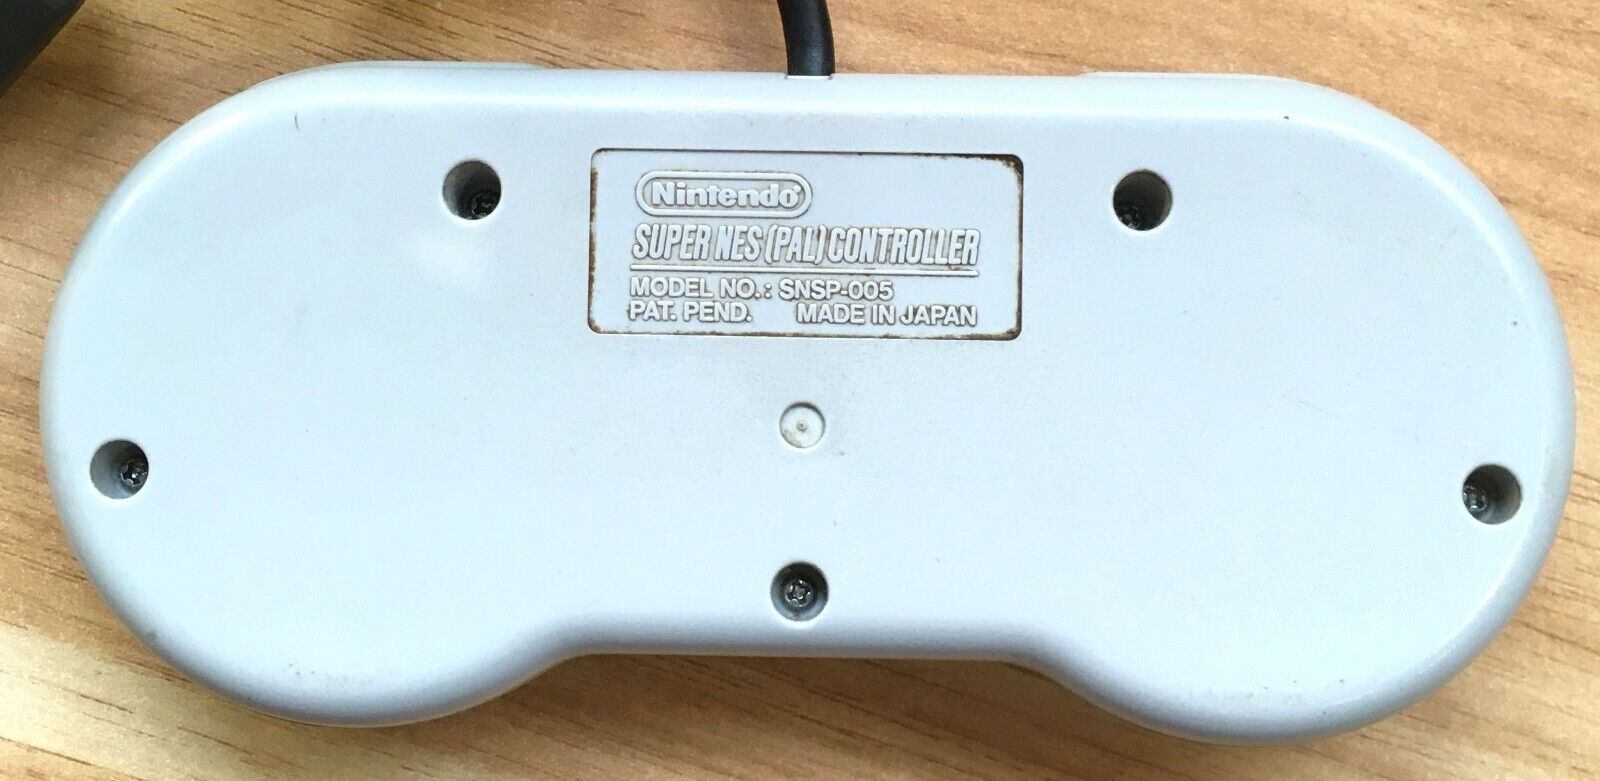 Nintendo®
SUPER NES (PAL) CONTROLLER
MODEL NO.: SNSP-005
PAT. PEND. MADE IN JAPAN